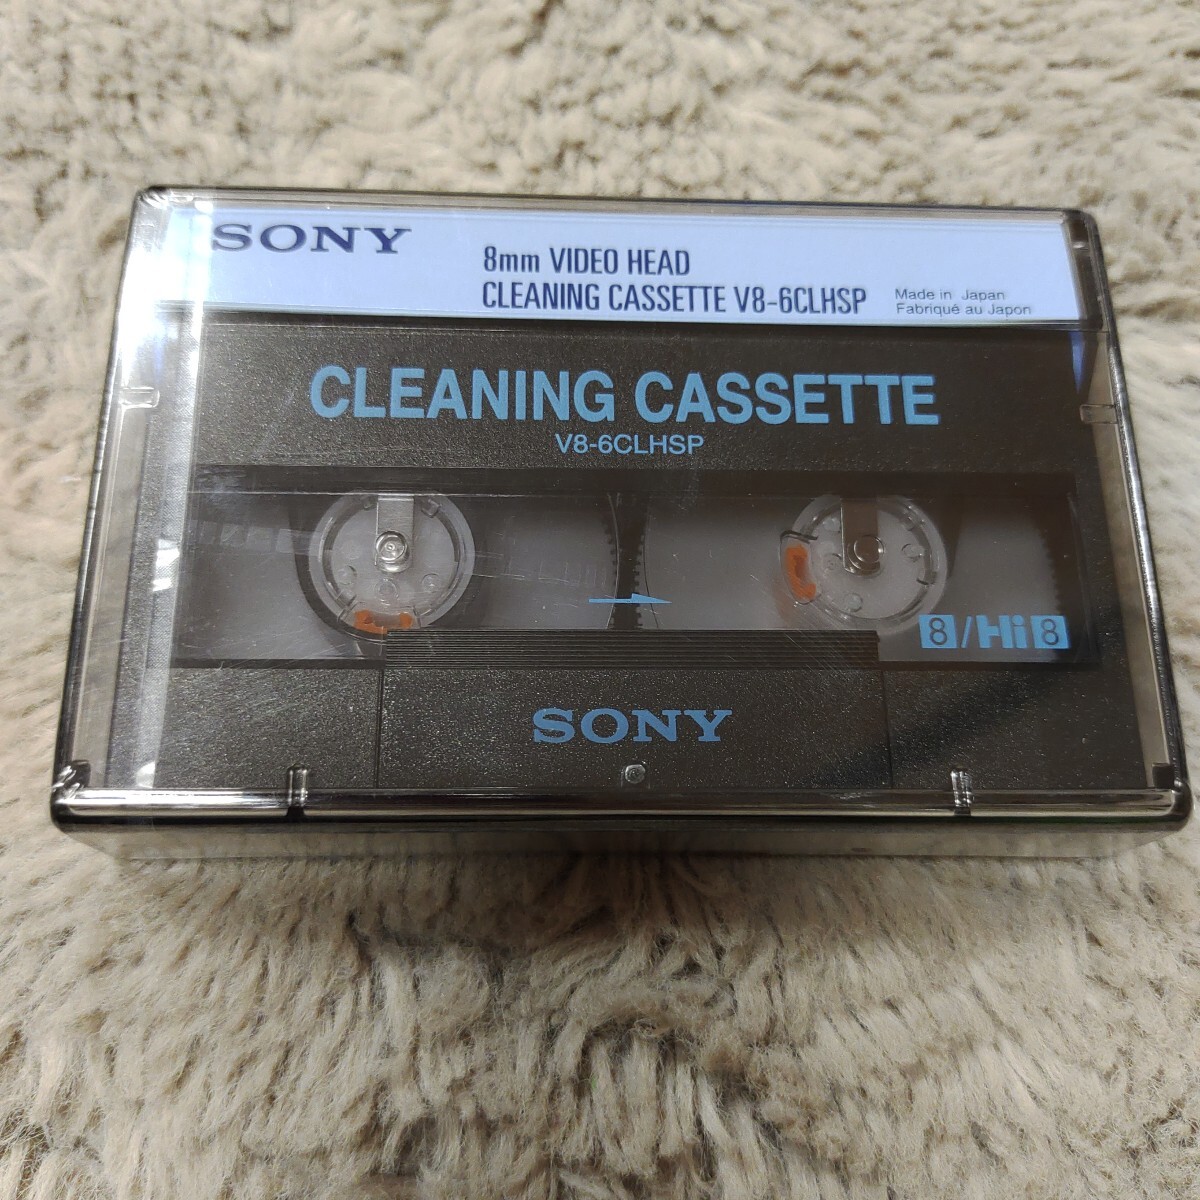 SONY
8mm VIDEO HEAD
CLEANING CASSETTE V8-6CLHSP
Made in Japan
Fabriqué au Japon
CLEANING CASSETTE
V8-6CLHSP
8/Hi8
SONY